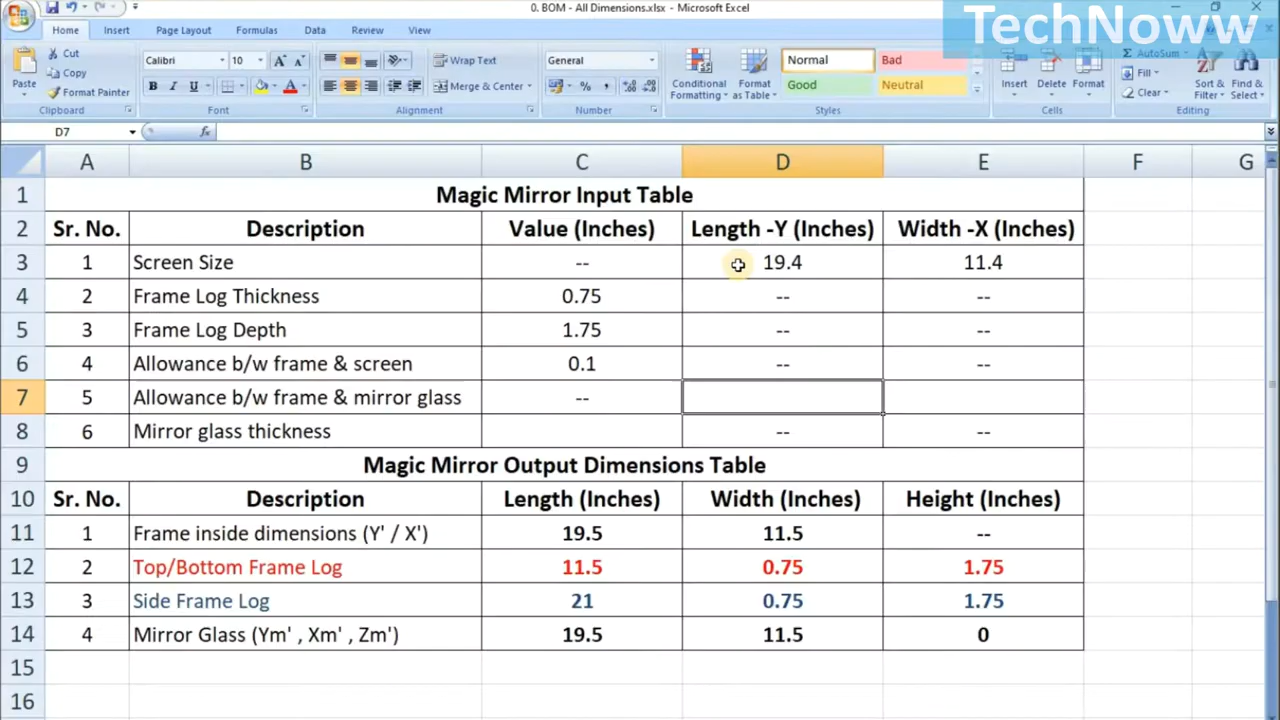 0. BOM - All Dimensions.xlsx - Microsoft Excel
TechNoww
Home Insert Page Layout Formulas Data Review View
Paste Cut Copy Format Painter Clipboard
Calibri 10 A A B I U A Font
Wrap Text Merge & Center Alignment
General % , Number
Conditional Formatting Format as Table Normal Bad Good Neutral Styles
Insert Delete Format Cells
Σ AutoSum Fill Clear Sort & Filter Find & Select Editing
D7 fx
A B C D E F G
1 Magic Mirror Input Table
2 Sr. No. Description Value (Inches) Length -Y (Inches) Width -X (Inches)
3 1 Screen Size -- 19.4 11.4
4 2 Frame Log Thickness 0.75 -- --
5 3 Frame Log Depth 1.75 -- --
6 4 Allowance b/w frame & screen 0.1 -- --
7 5 Allowance b/w frame & mirror glass --
8 6 Mirror glass thickness -- --
9 Magic Mirror Output Dimensions Table
10 Sr. No. Description Length (Inches) Width (Inches) Height (Inches)
11 1 Frame inside dimensions (Y' / X') 19.5 11.5 --
12 2 Top/Bottom Frame Log 11.5 0.75 1.75
13 3 Side Frame Log 21 0.75 1.75
14 4 Mirror Glass (Ym' , Xm' , Zm') 19.5 11.5 0
15
16